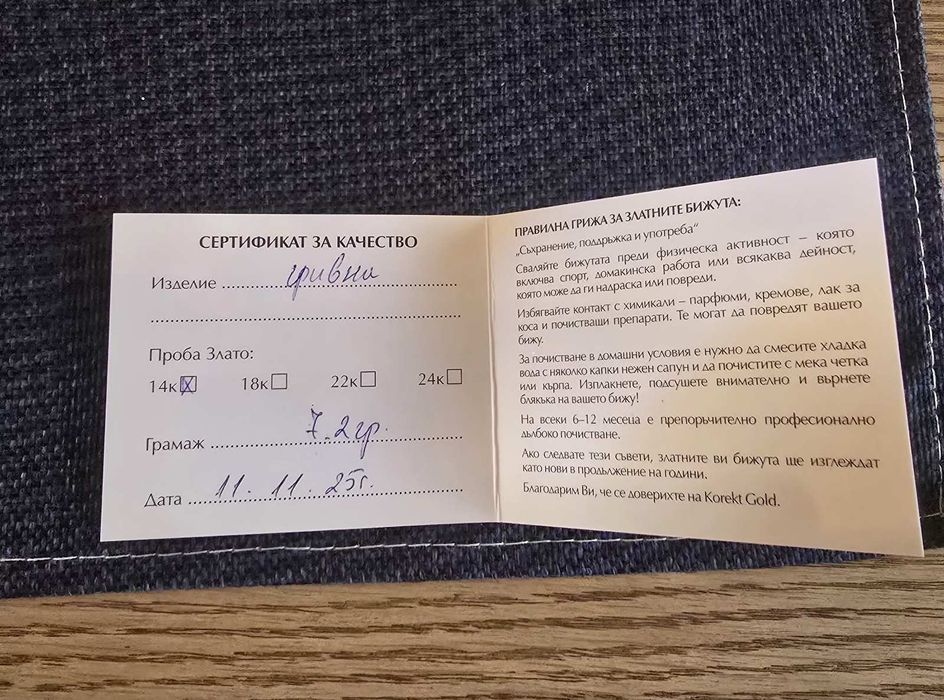 СЕРТИФИКАТ ЗА КАЧЕСТВО
Изделие гривни
Проба Злато:
14к X 18к 22к 24к
Грамаж 7.2гр.
Дата 11.11.25г.
ПРАВИЛНА ГРИЖА ЗА ЗЛАТНИТЕ БИЖУТА:
„Съхранение, поддръжка и употреба“
Сваляйте бижутата преди физическа активност – която
включва спорт, домакинска работа или всякаква дейност,
която може да ги надраска или повреди.
Избягвайте контакт с химикали – парфюми, кремове, лак за
коса и почистващи препарати. Те могат да повредят вашето
бижу.
За почистване в домашни условия е нужно да смесите хладка
вода с няколко капки нежен сапун и да почистите с мека четка
или кърпа. Изплакнете, подсушете внимателно и върнете
блякъка на вашето бижу!
На всеки 6–12 месеца е препоръчително професионално
дълбоко почистване.
Ако следвате тези съвети, златните ви бижута ще изглеждат
като нови в продължение на години.
Благодарим Ви, че се доверихте на Korekt Gold.